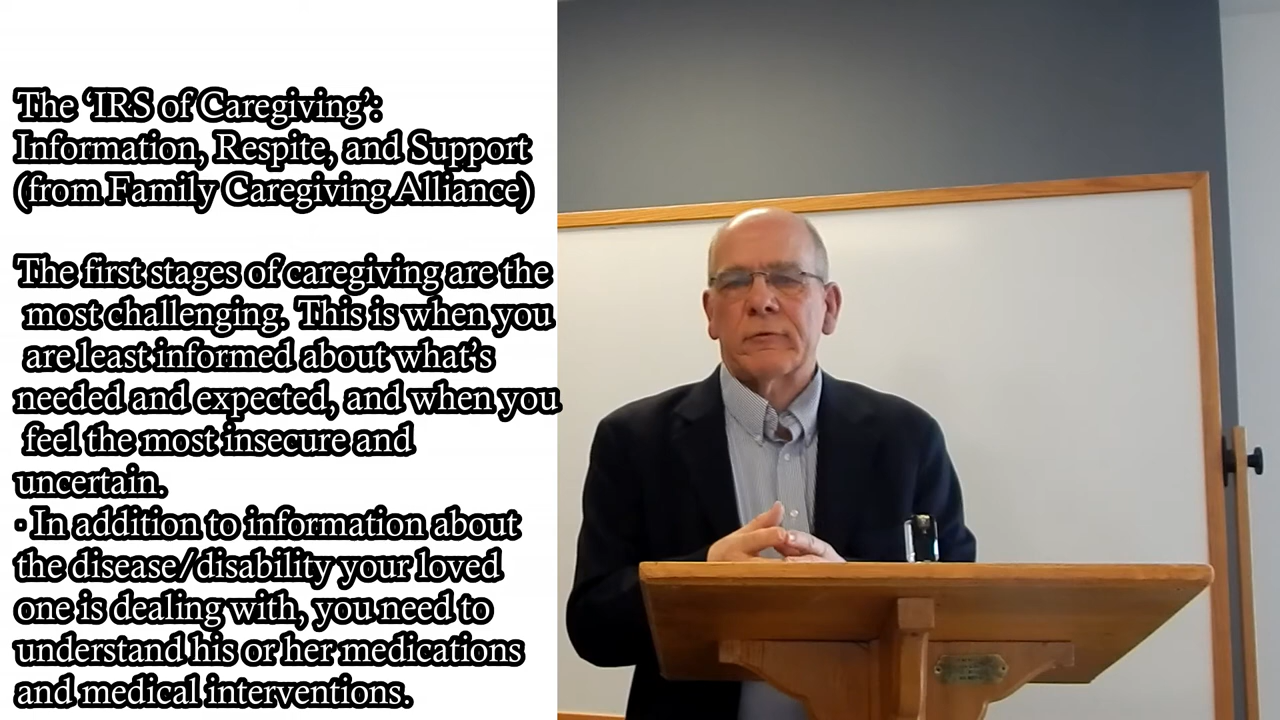 The ‘IRS of Caregiving’:
Information, Respite, and Support
(from Family Caregiving Alliance)
The first stages of caregiving are the
most challenging. This is when you
are least informed about what’s
needed and expected, and when you
feel the most insecure and
uncertain.
· In addition to information about
the disease/disability your loved
one is dealing with, you need to
understand his or her medications
and medical interventions.